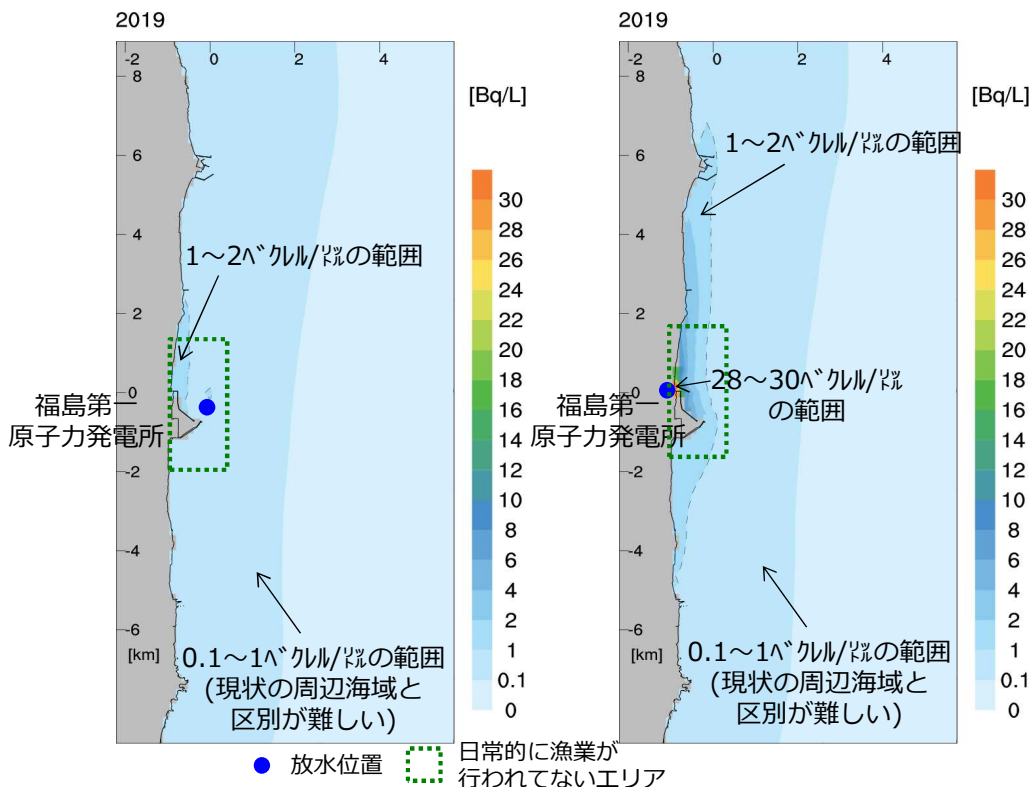 2019
-2
0
2
4
8
6
4
2
0
-2
-4
-6
[km]
[Bq/L]
30
28
26
24
22
20
18
16
14
12
10
8
6
4
2
1
0.1
0
1～2ﾍﾞｸﾚﾙ/㍑の範囲
福島第一
原子力発電所
0.1～1ﾍﾞｸﾚﾙ/㍑の範囲
(現状の周辺海域と
区別が難しい)
2019
-2
0
2
4
8
6
4
2
0
-2
-4
-6
[km]
[Bq/L]
30
28
26
24
22
20
18
16
14
12
10
8
6
4
2
1
0.1
0
1～2ﾍﾞｸﾚﾙ/㍑の範囲
28～30ﾍﾞｸﾚﾙ/㍑
の範囲
福島第一
原子力発電所
0.1～1ﾍﾞｸﾚﾙ/㍑の範囲
(現状の周辺海域と
区別が難しい)
放水位置
日常的に漁業が
行われてないエリア